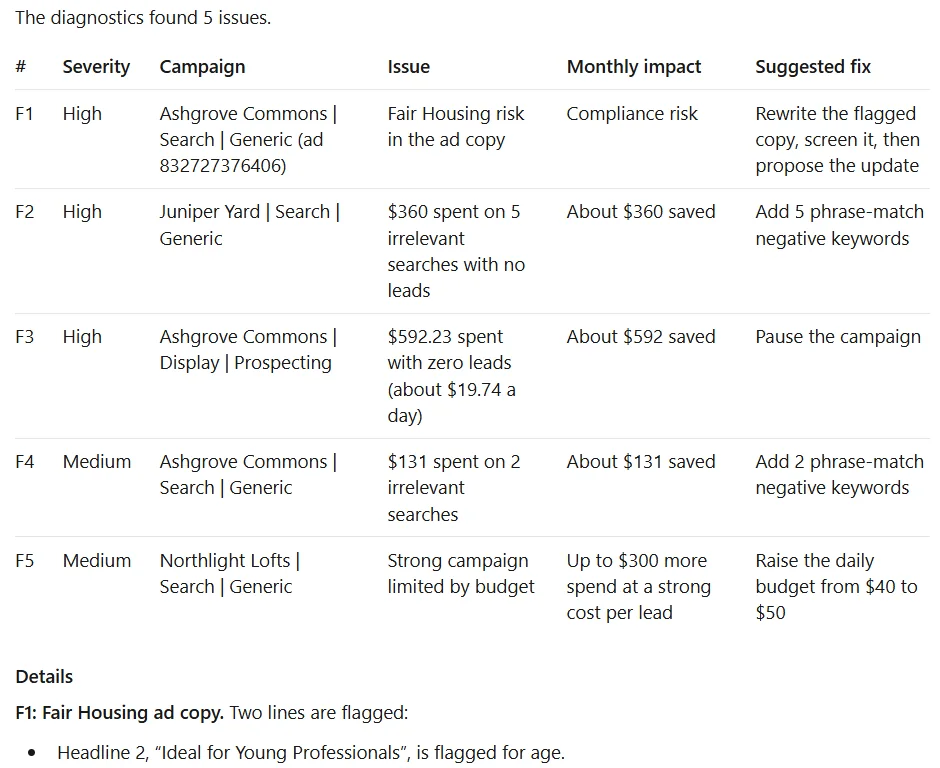 The diagnostics found 5 issues.
# Severity Campaign Issue Monthly impact Suggested fix
F1 High Ashgrove Commons | Fair Housing risk Compliance risk Rewrite the flagged
Search | Generic (ad in the ad copy copy, screen it, then
832727376406) propose the update
F2 High Juniper Yard | Search | $360 spent on 5 About $360 saved Add 5 phrase-match
Generic irrelevant negative keywords
searches with no
leads
F3 High Ashgrove Commons | $592.23 spent About $592 saved Pause the campaign
Display | Prospecting with zero leads
(about $19.74 a
day)
F4 Medium Ashgrove Commons | $131 spent on 2 About $131 saved Add 2 phrase-match
Search | Generic irrelevant negative keywords
searches
F5 Medium Northlight Lofts | Strong campaign Up to $300 more Raise the daily
Search | Generic limited by budget spend at a strong budget from $40 to
cost per lead $50
Details
F1: Fair Housing ad copy. Two lines are flagged:
• Headline 2, “Ideal for Young Professionals”, is flagged for age.